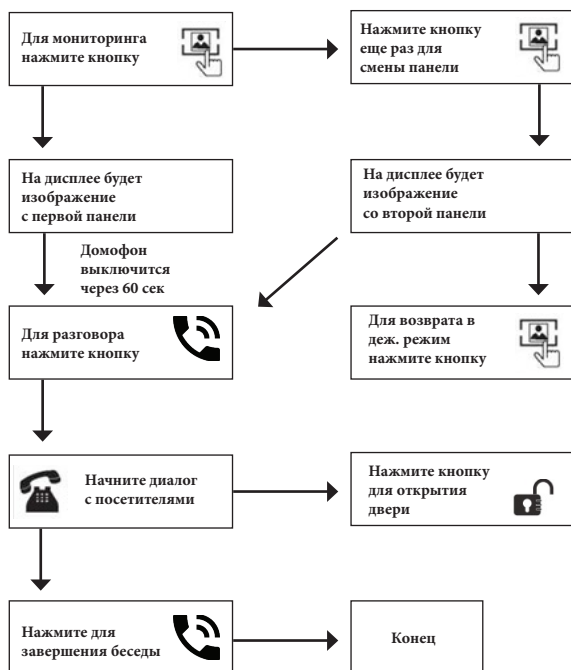 Для мониторинга
нажмите кнопку
Нажмите кнопку
еще раз для
смены панели
На дисплее будет
изображение
с первой панели
На дисплее будет
изображение
со второй панели
Домофон
выключится
через 60 сек
Для разговора
нажмите кнопку
Для возврата в
деж. режим
нажмите кнопку
Начните диалог
с посетителями
Нажмите кнопку
для открытия
двери
Нажмите для
завершения беседы
Конец